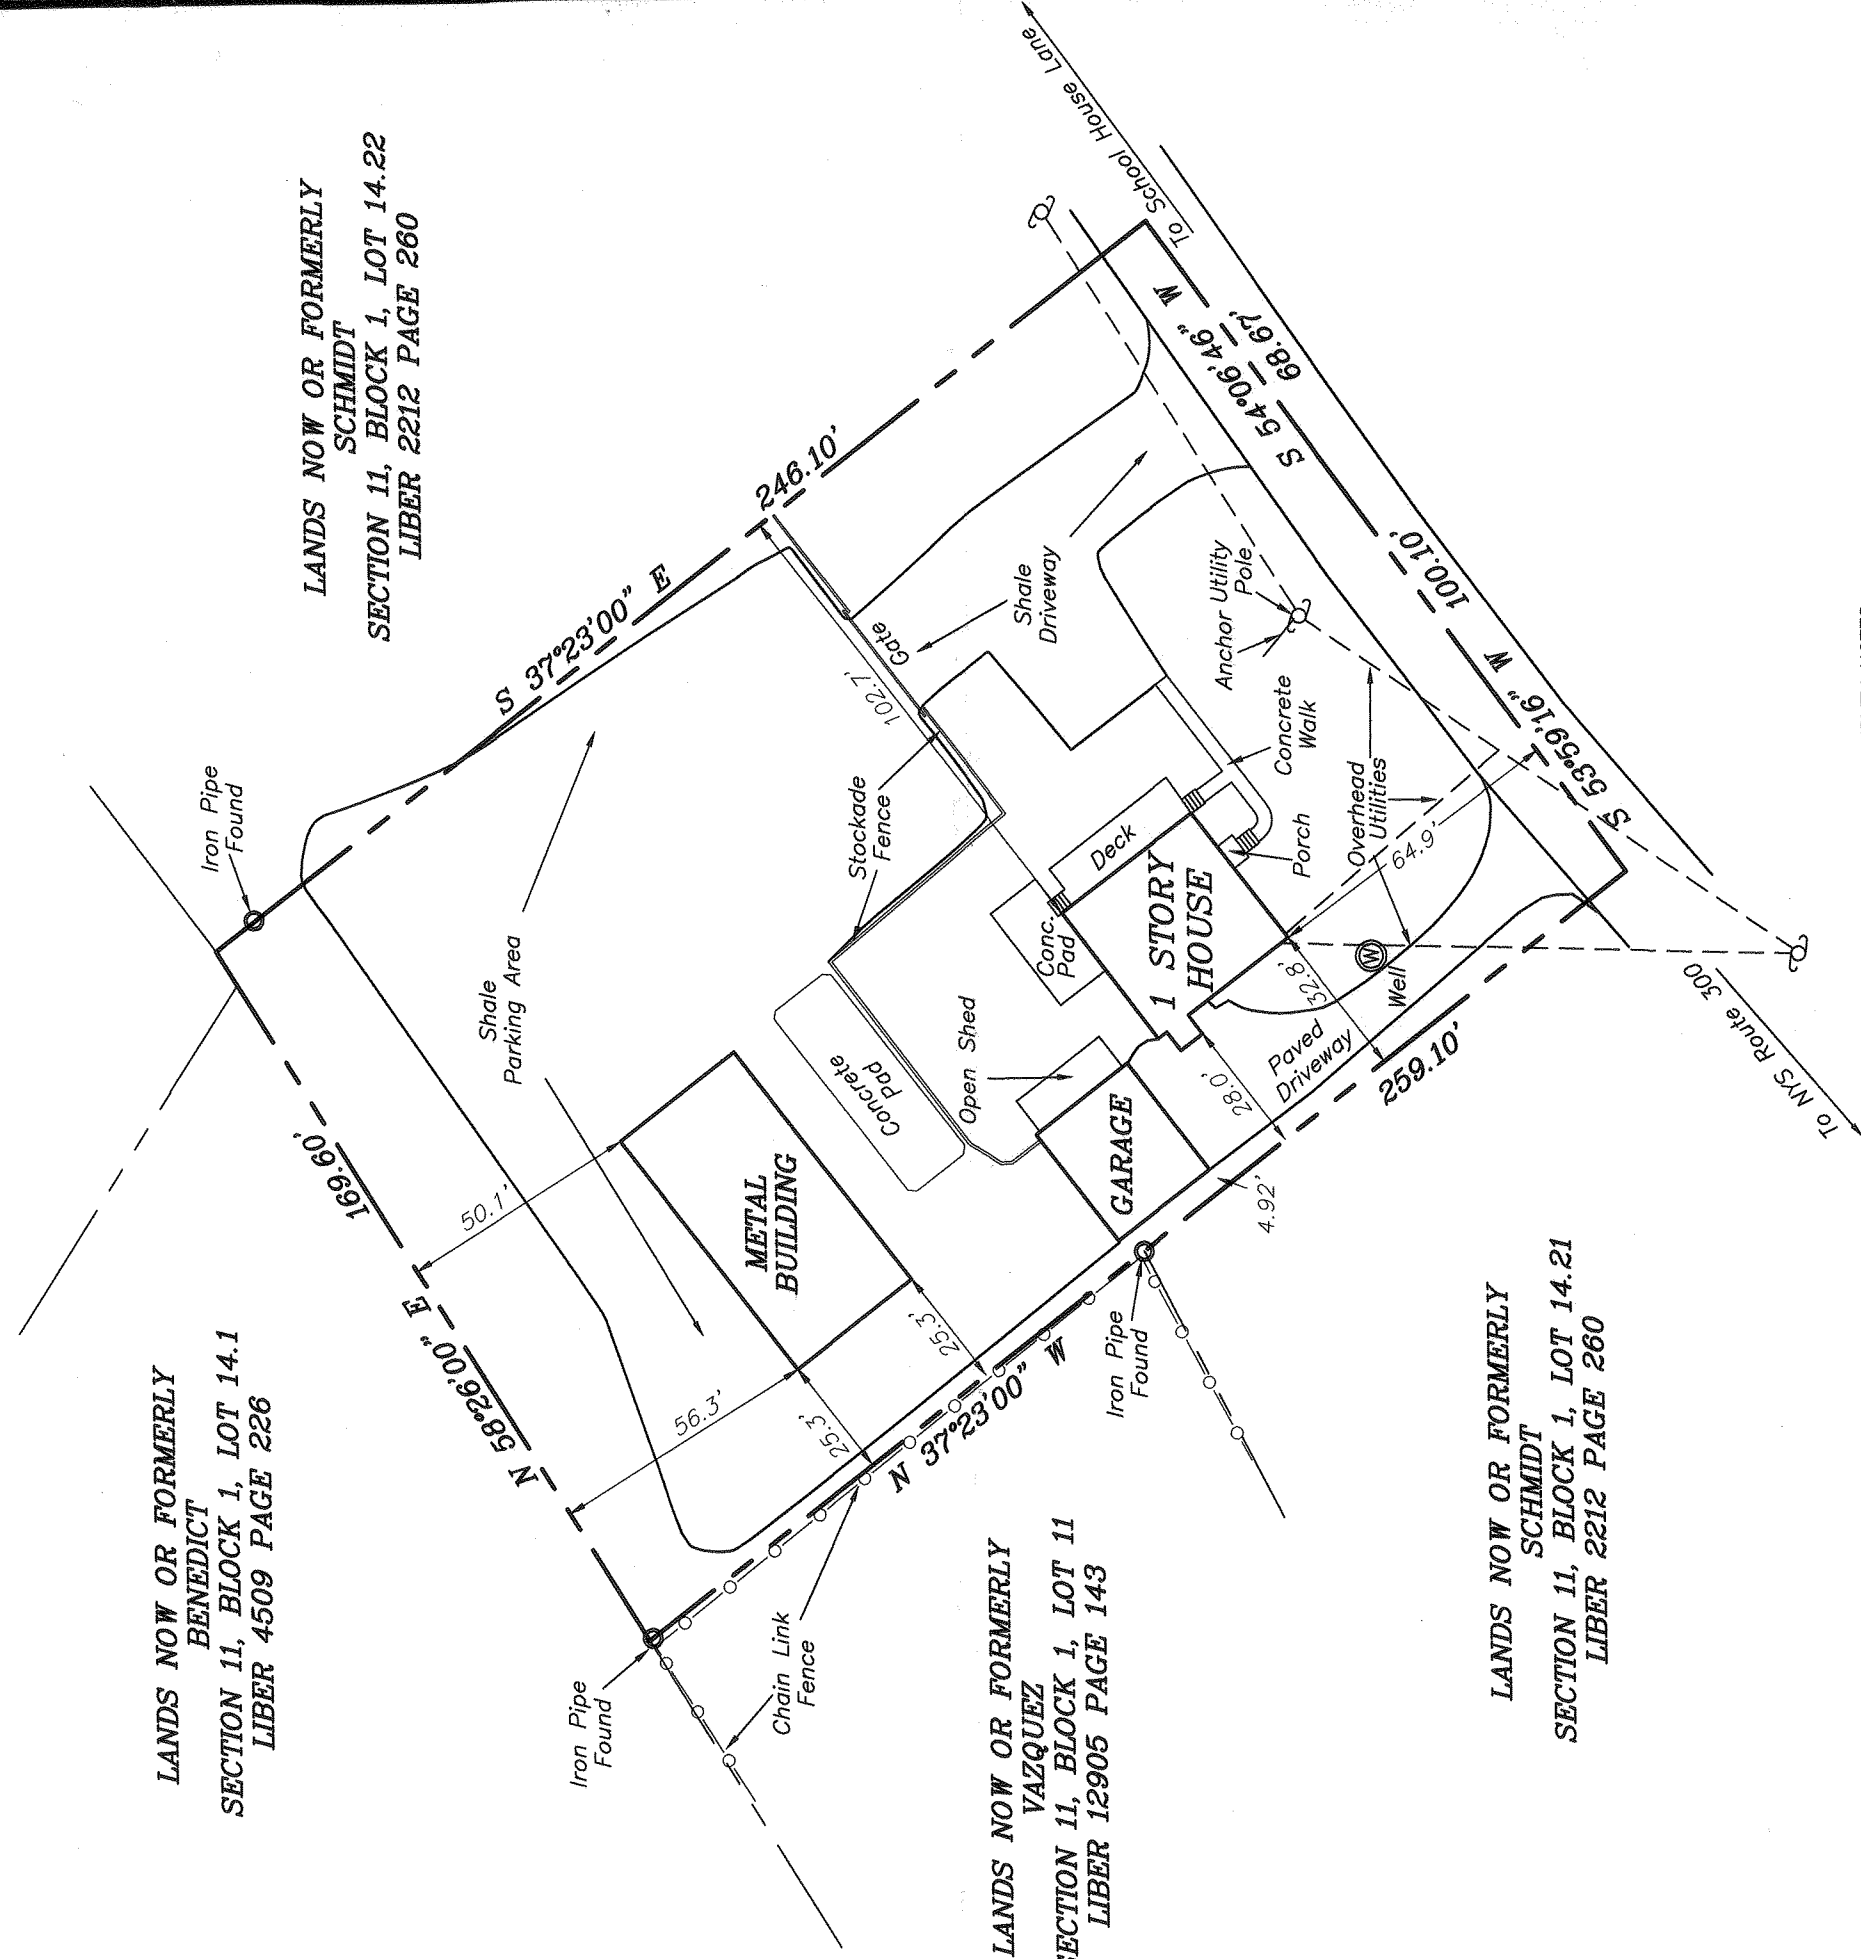 LANDS NOW OR FORMERLY
BENEDICT
SECTION 11, BLOCK 1, LOT 14.1
LIBER 4509 PAGE 226
LANDS NOW OR FORMERLY
SCHMIDT
SECTION 11, BLOCK 1, LOT 14.22
LIBER 2212 PAGE 260
Iron Pipe
Found
N 58°26'00" E
169.60'
S 37°23'00" E
246.10'
Shale
Parking Area
50.1'
56.3'
25.3'
25.3'
METAL
BUILDING
Concrete
Pad
Stockade
Fence
102.7'
Gate
Shale
Driveway
Open Shed
Conc.
Pad
Deck
1 STORY
HOUSE
GARAGE
Porch
Concrete
Walk
Anchor
Utility
Pole
Overhead
Utilities
64.9'
32.8'
28.0'
Well
W
Paved
Driveway
4.92'
259.10'
N 37°23'00" W
Iron Pipe
Found
Chain Link
Fence
Iron Pipe
Found
To School House Lane
S 54°06'46" W
68.67'
100.10'
S 53°59'16" W
To NYS Route 300
LANDS NOW OR FORMERLY
VAZQUEZ
SECTION 11, BLOCK 1, LOT 11
LIBER 12905 PAGE 143
LANDS NOW OR FORMERLY
SCHMIDT
SECTION 11, BLOCK 1, LOT 14.21
LIBER 2212 PAGE 260